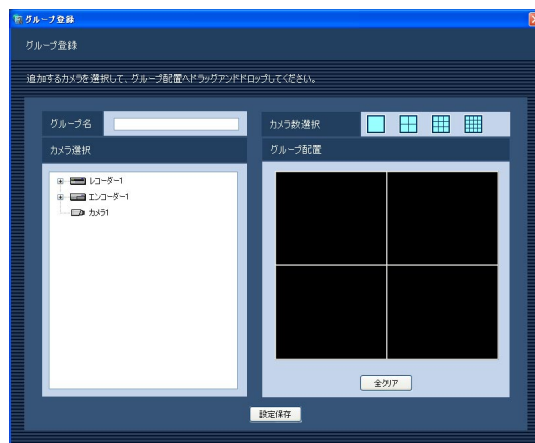 グループ登録
グループ登録
追加するカメラを選択して、グループ配置へドラッグアンドドロップしてください。
グループ名
カメラ数選択
カメラ選択
グループ配置
レコーダー1
エンコーダー1
カメラ1
全クリア
設定保存